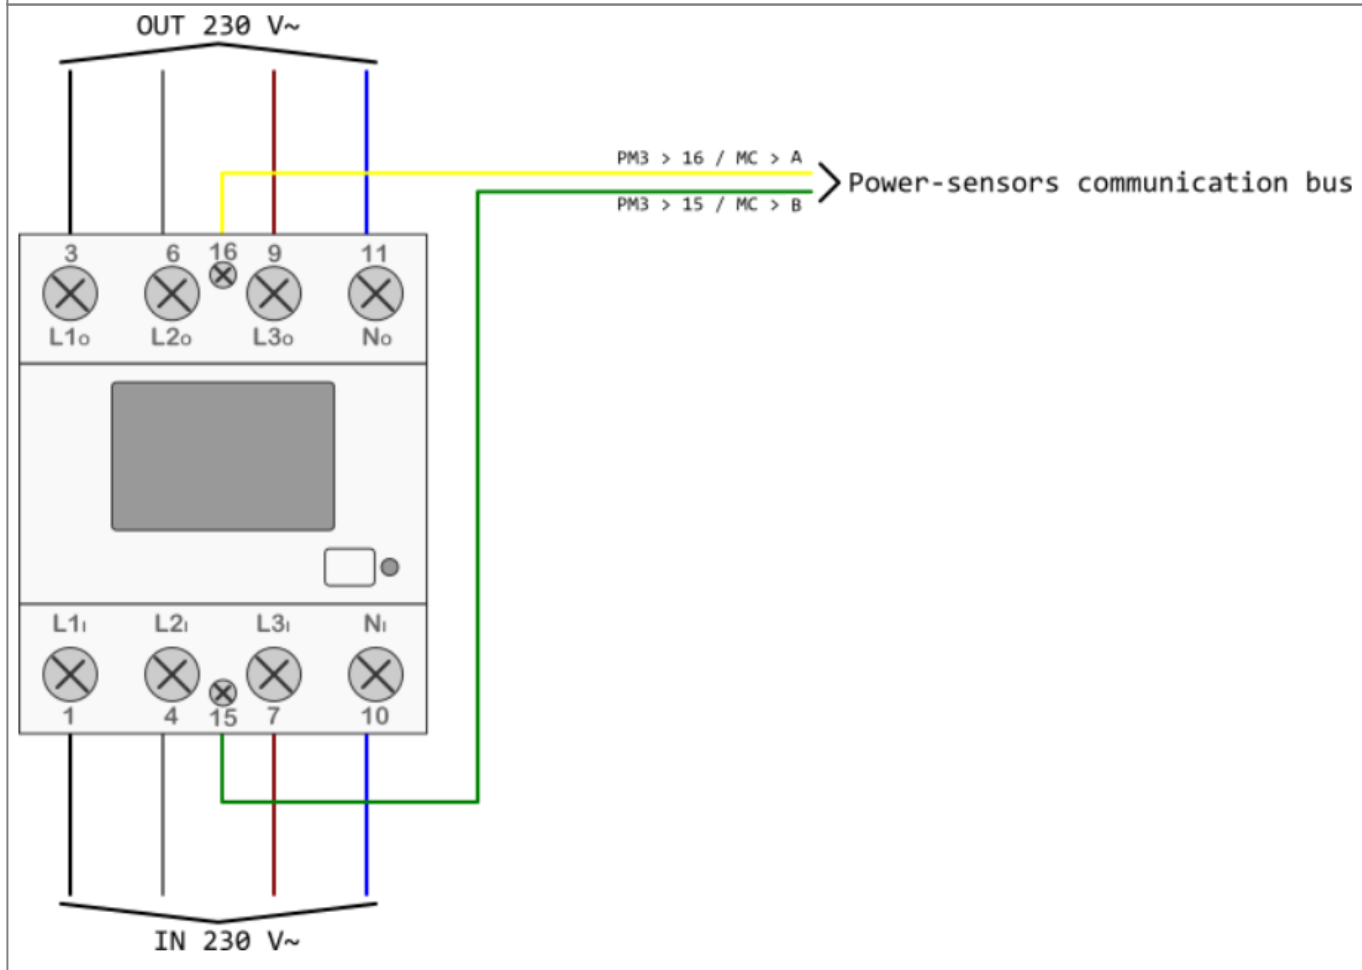 OUT 230 V~
PM3 > 16 / MC > A
Power-sensors communication bus
PM3 > 15 / MC > B
3 6 16 9 11
L1o L2o L3o No
L1I L2I L3I NI
1 4 15 7 10
IN 230 V~